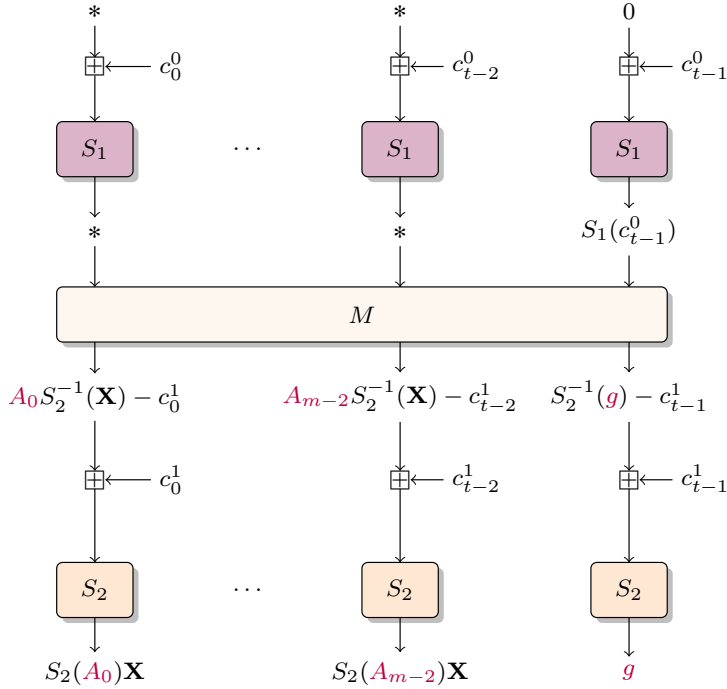 * * 0
c_0^0 c_{t-2}^0 c_{t-1}^0
S_1 ⋯ S_1 S_1
* * S_1(c_{t-1}^0)
M
A_0 S_2^{-1}(𝐗) − c_0^1 A_{m-2} S_2^{-1}(𝐗) − c_{t-2}^1 S_2^{-1}(g) − c_{t-1}^1
c_0^1 c_{t-2}^1 c_{t-1}^1
S_2 ⋯ S_2 S_2
S_2(A_0)𝐗 S_2(A_{m-2})𝐗 g